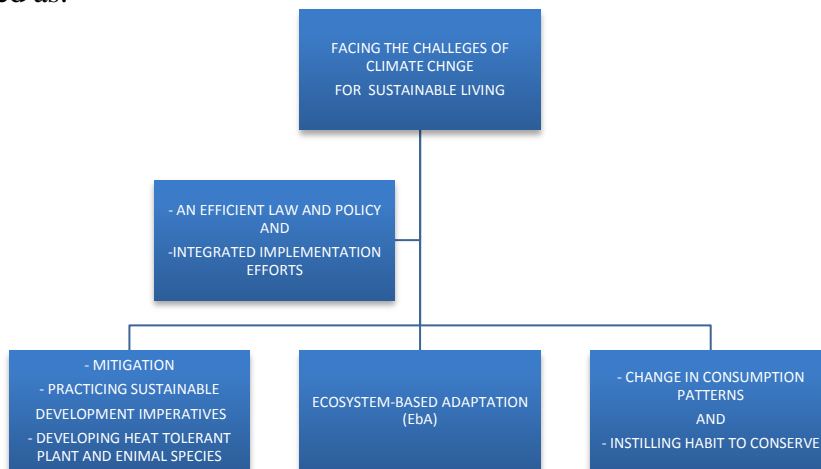 ed as:
FACING THE CHALLEGES OF
CLIMATE CHNGE
FOR SUSTAINABLE LIVING
- AN EFFICIENT LAW AND POLICY
AND
-INTEGRATED IMPLEMENTATION
EFFORTS
- MITIGATION
- PRACTICING SUSTAINABLE
DEVELOPMENT IMPERATIVES
- DEVELOPING HEAT TOLERANT
PLANT AND ENIMAL SPECIES
ECOSYSTEM-BASED ADAPTATION
(EbA)
- CHANGE IN CONSUMPTION
PATTERNS
AND
- INSTILLING HABIT TO CONSERVE